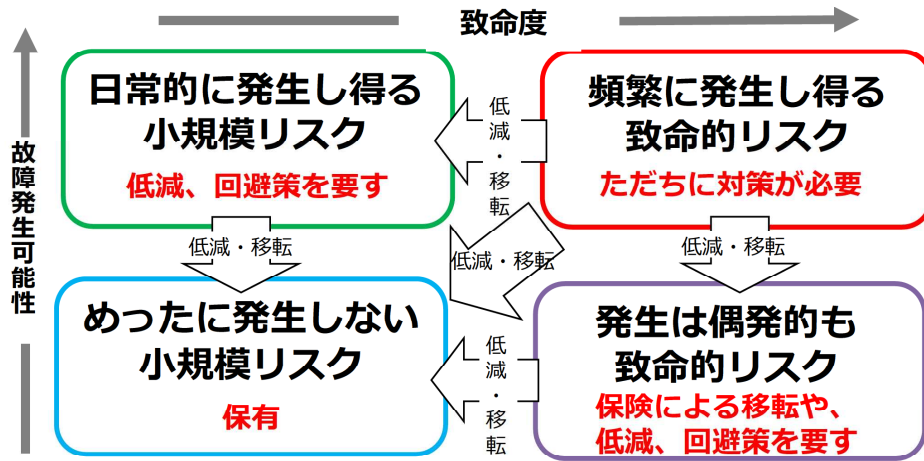 致命度
故障発生可能性
日常的に発生し得る
小規模リスク
低減、回避策を要す
低減・移転
頻繁に発生し得る
致命的リスク
ただちに対策が必要
低減・移転
低減・移転
低減・移転
めったに発生しない
小規模リスク
保有
低減・移転
発生は偶発的も
致命的リスク
保険による移転や、
低減、回避策を要す